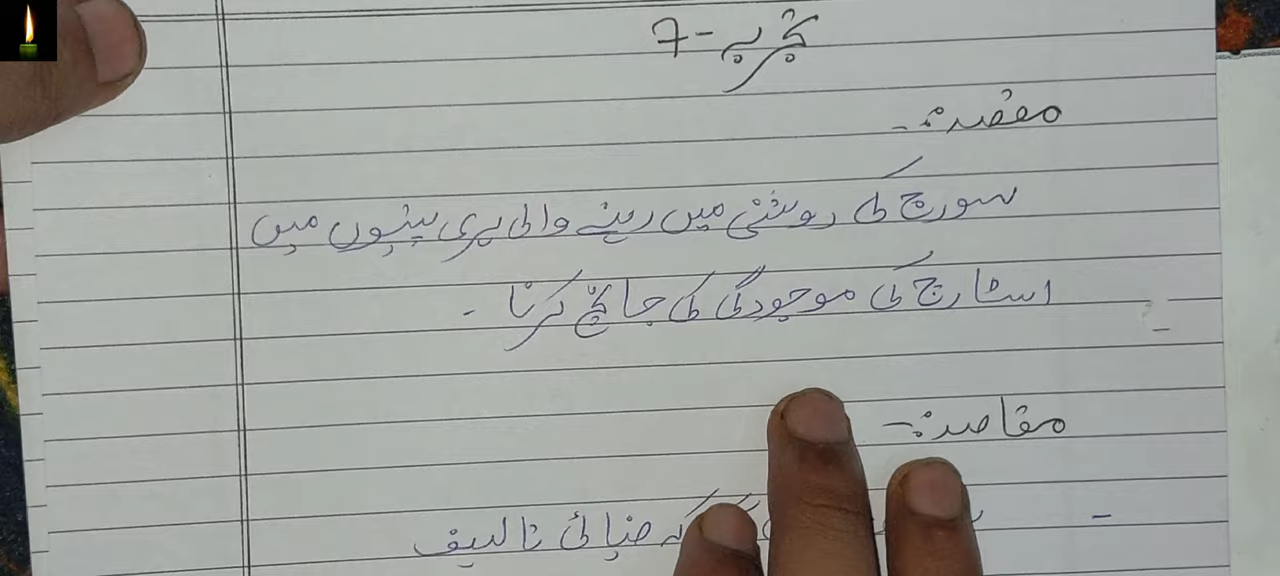 تجربہ -7
مقصد:-
سورج کی روشنی میں رہنے والی ہری پتیوں میں
اسٹارچ کی موجودگی کی جانچ کرنا -
مقاصد:-
- کہ ضیائی تالیف